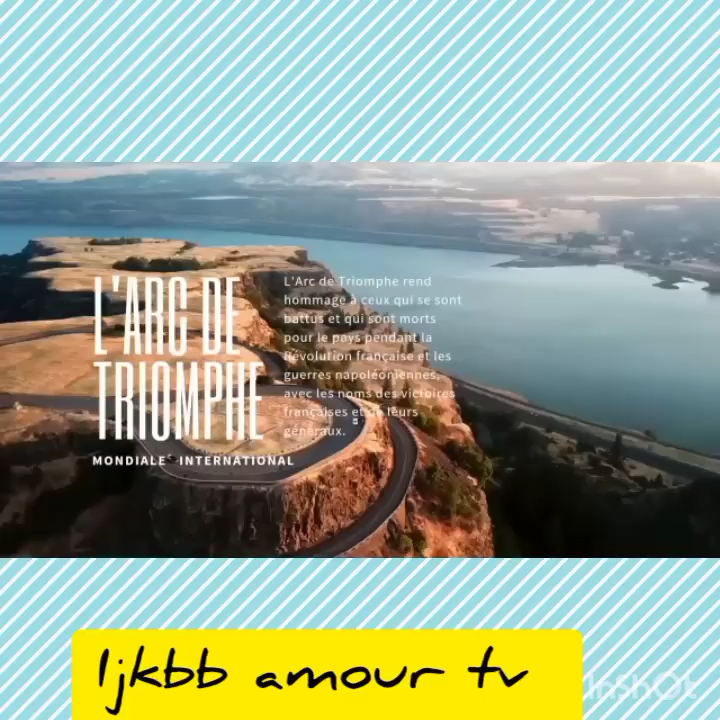 L'ARC DE
TRIOMPHE
MONDIALE INTERNATIONAL
L'Arc de Triomphe rend
hommage à ceux qui se sont
battus et qui sont morts
pour le pays pendant la
Révolution française et les
guerres napoléoniennes,
avec les noms des victoires
françaises et de leurs
généraux.
ljkbb amour tv
InShOt